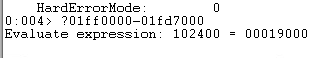 HardErrorMode:        0
0:004> ?01ff0000-01fd7000
Evaluate expression: 102400 = 00019000